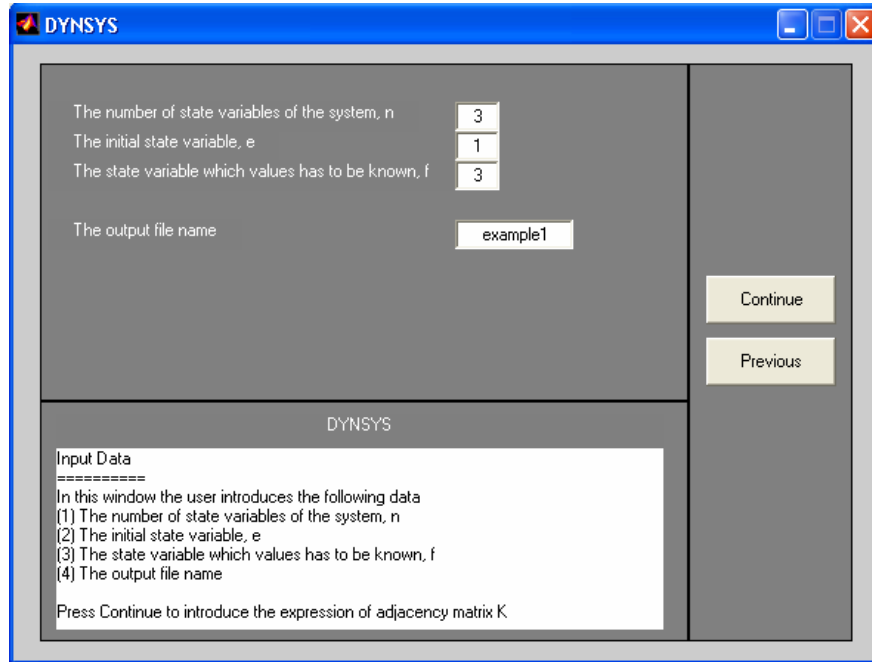 DYNSYS
The number of state variables of the system, n
3
The initial state variable, e
1
The state variable which values has to be known, f
3
The output file name
example1
Continue
Previous
DYNSYS
Input Data
==========
In this window the user introduces the following data
(1) The number of state variables of the system, n
(2) The initial state variable, e
(3) The state variable which values has to be known, f
(4) The output file name
Press Continue to introduce the expression of adjacency matrix K